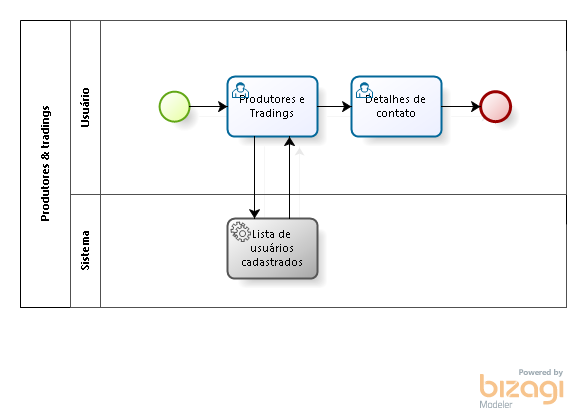 Produtores & tradings
Usuário
Produtores e
Tradings
Detalhes de
contato
Sistema
Lista de
usuários
cadastrados
Powered by
bizagi
Modeler